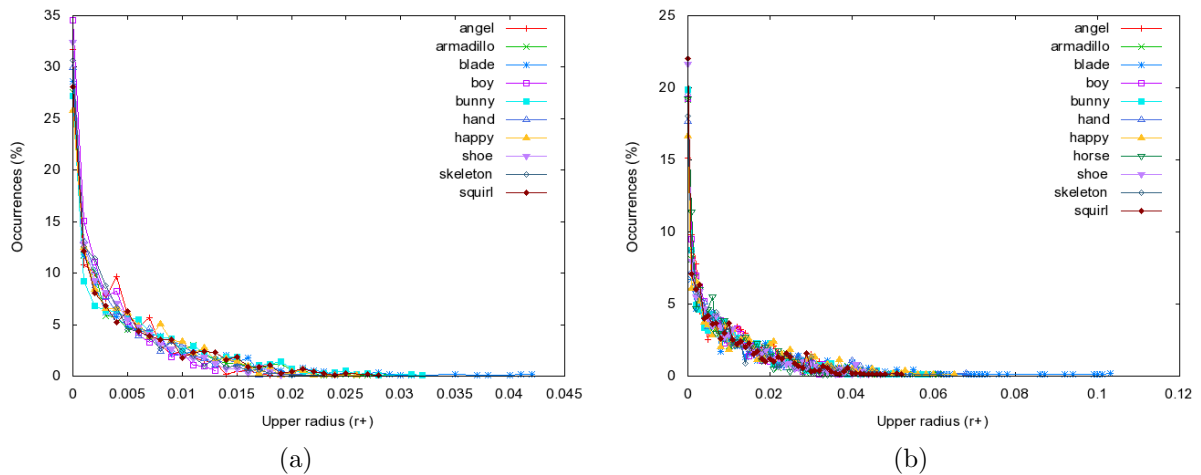 35
30
25
20
15
10
5
0
Occurrences (%)
0 0.005 0.01 0.015 0.02 0.025 0.03 0.035 0.04 0.045
Upper radius (r+)
angel
armadillo
blade
boy
bunny
hand
happy
shoe
skeleton
squirl
(a)
25
20
15
10
5
0
Occurrences (%)
0 0.02 0.04 0.06 0.08 0.1 0.12
Upper radius (r+)
angel
armadillo
blade
boy
bunny
hand
happy
horse
shoe
skeleton
squirl
(b)